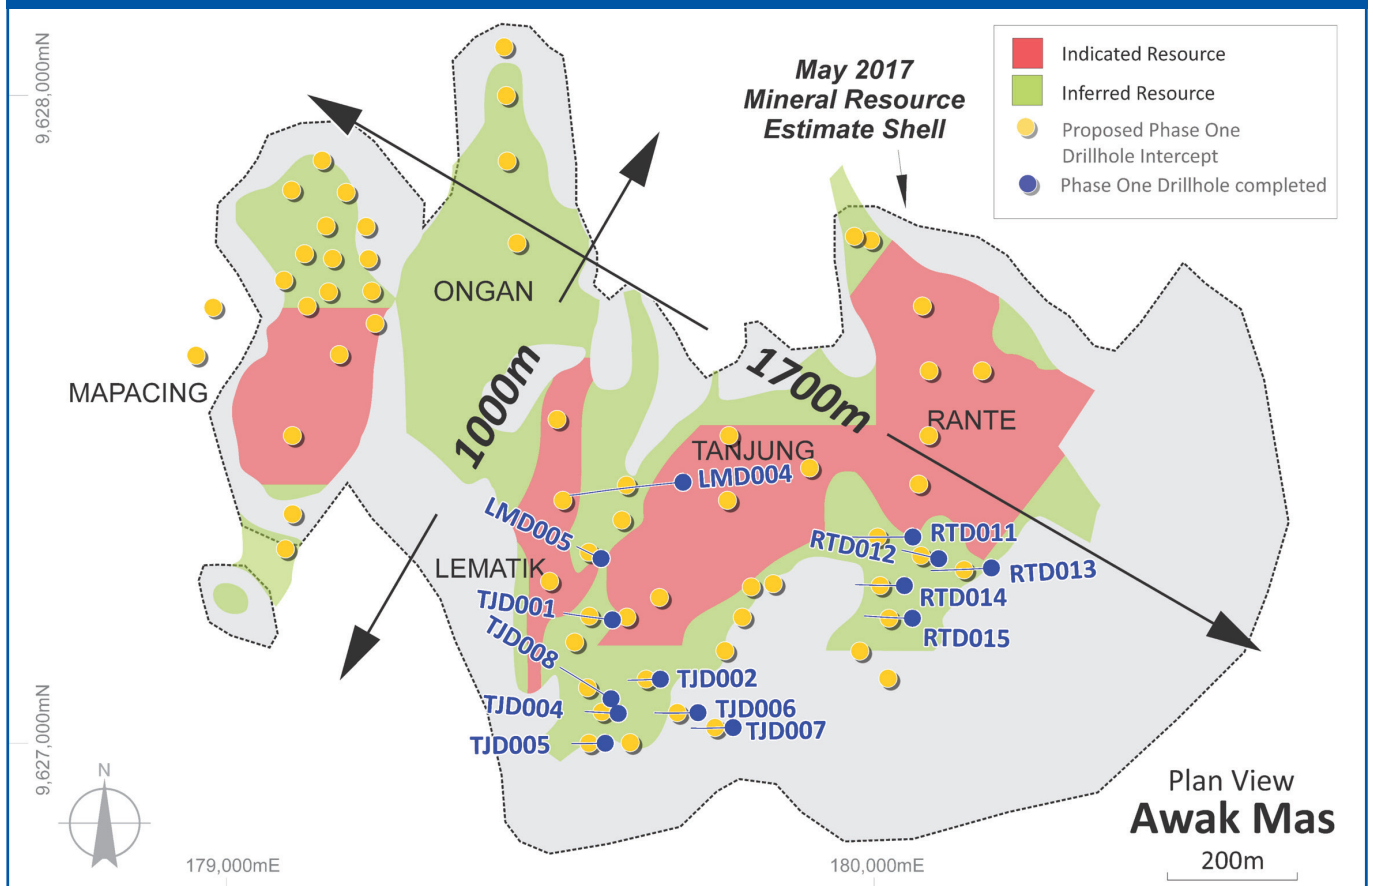 9,628,000mN
May 2017
Mineral Resource
Estimate Shell
Indicated Resource
Inferred Resource
Proposed Phase One
Drillhole Intercept
Phase One Drillhole completed
ONGAN
MAPACING
1000m
1700m
RANTE
TANJUNG
LMD004
LMD005
RTD011
RTD012
RTD013
LEMATIK
RTD014
TJD001
RTD015
TJD008
TJD002
TJD004
TJD006
TJD007
TJD005
9,627,000mN
N
Plan View
Awak Mas
200m
179,000mE
180,000mE